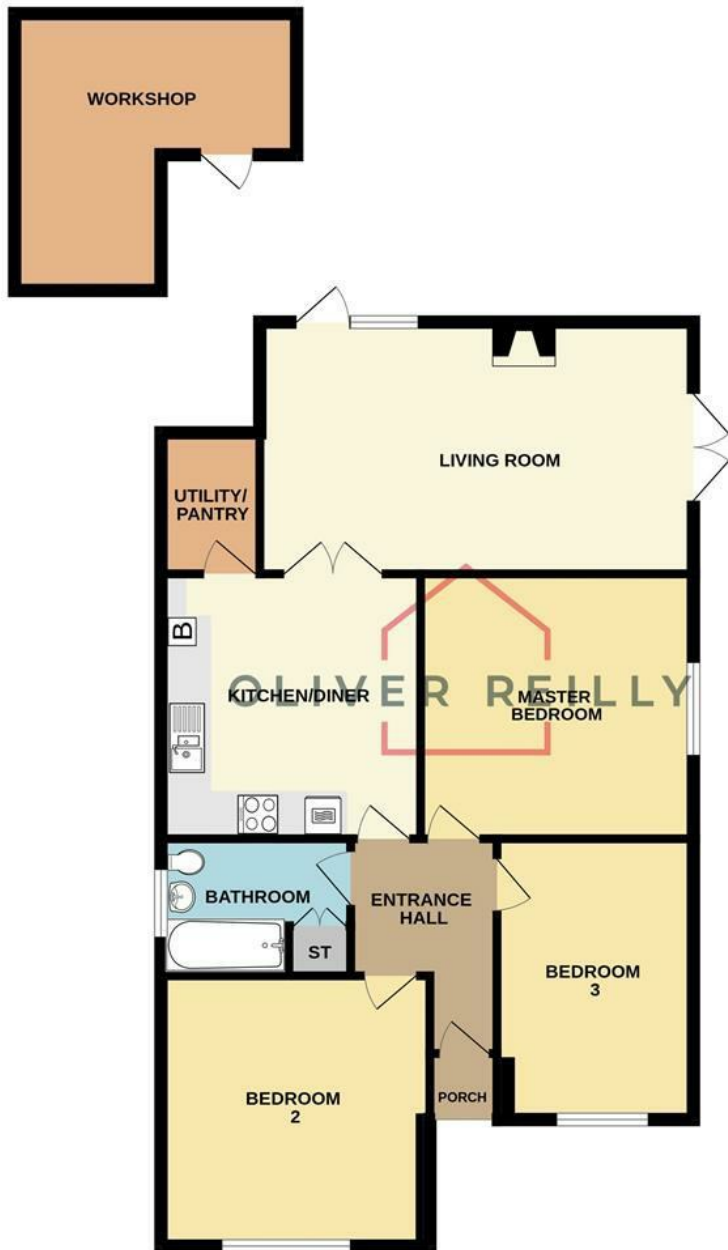 WORKSHOP
LIVING ROOM
UTILITY/
PANTRY
B
KITCHEN/DINER
OLIVER REILLY
MASTER
BEDROOM
BATHROOM
ENTRANCE
HALL
ST
BEDROOM
3
BEDROOM
2
PORCH